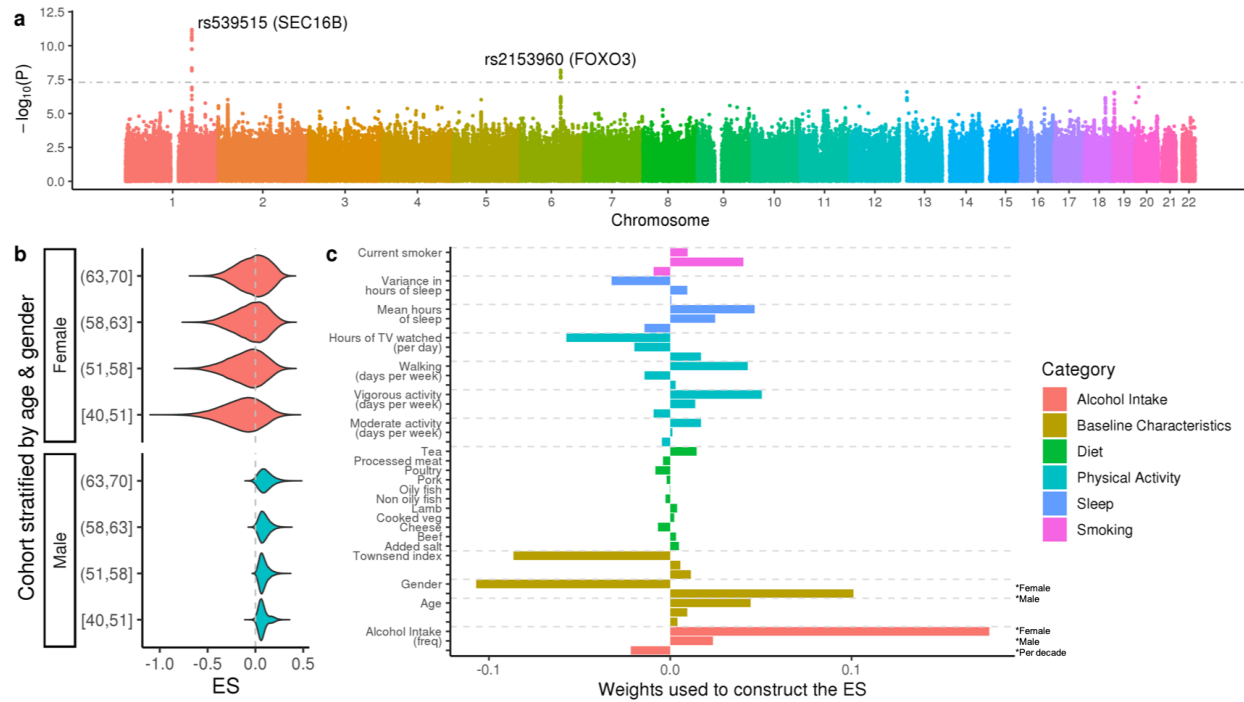 a
12.5
10.0
7.5
5.0
2.5
0.0
− log₁₀(P)
rs539515 (SEC16B)
rs2153960 (FOXO3)
1 2 3 4 5 6 7 8 9 10 11 12 13 14 15 16 17 18 19 20 21 22
Chromosome
b
Cohort stratified by age & gender
Female
(63,70]
(58,63]
(51,58]
[40,51]
Male
(63,70]
(58,63]
(51,58]
[40,51]
-1.0 -0.5 0.0 0.5
ES
c
Current smoker
Variance in
hours of sleep
Mean hours
of sleep
Hours of TV watched
(per day)
Walking
(days per week)
Vigorous activity
(days per week)
Moderate activity
(days per week)
Tea
Processed meat
Poultry
Pork
Oily fish
Non oily fish
Lamb
Cooked veg
Cheese
Beef
Added salt
Townsend index
Gender
Age
Alcohol Intake
(freq)
*Female
*Male
*Female
*Male
*Per decade
-0.1 0.0 0.1
Weights used to construct the ES
Category
Alcohol Intake
Baseline Characteristics
Diet
Physical Activity
Sleep
Smoking